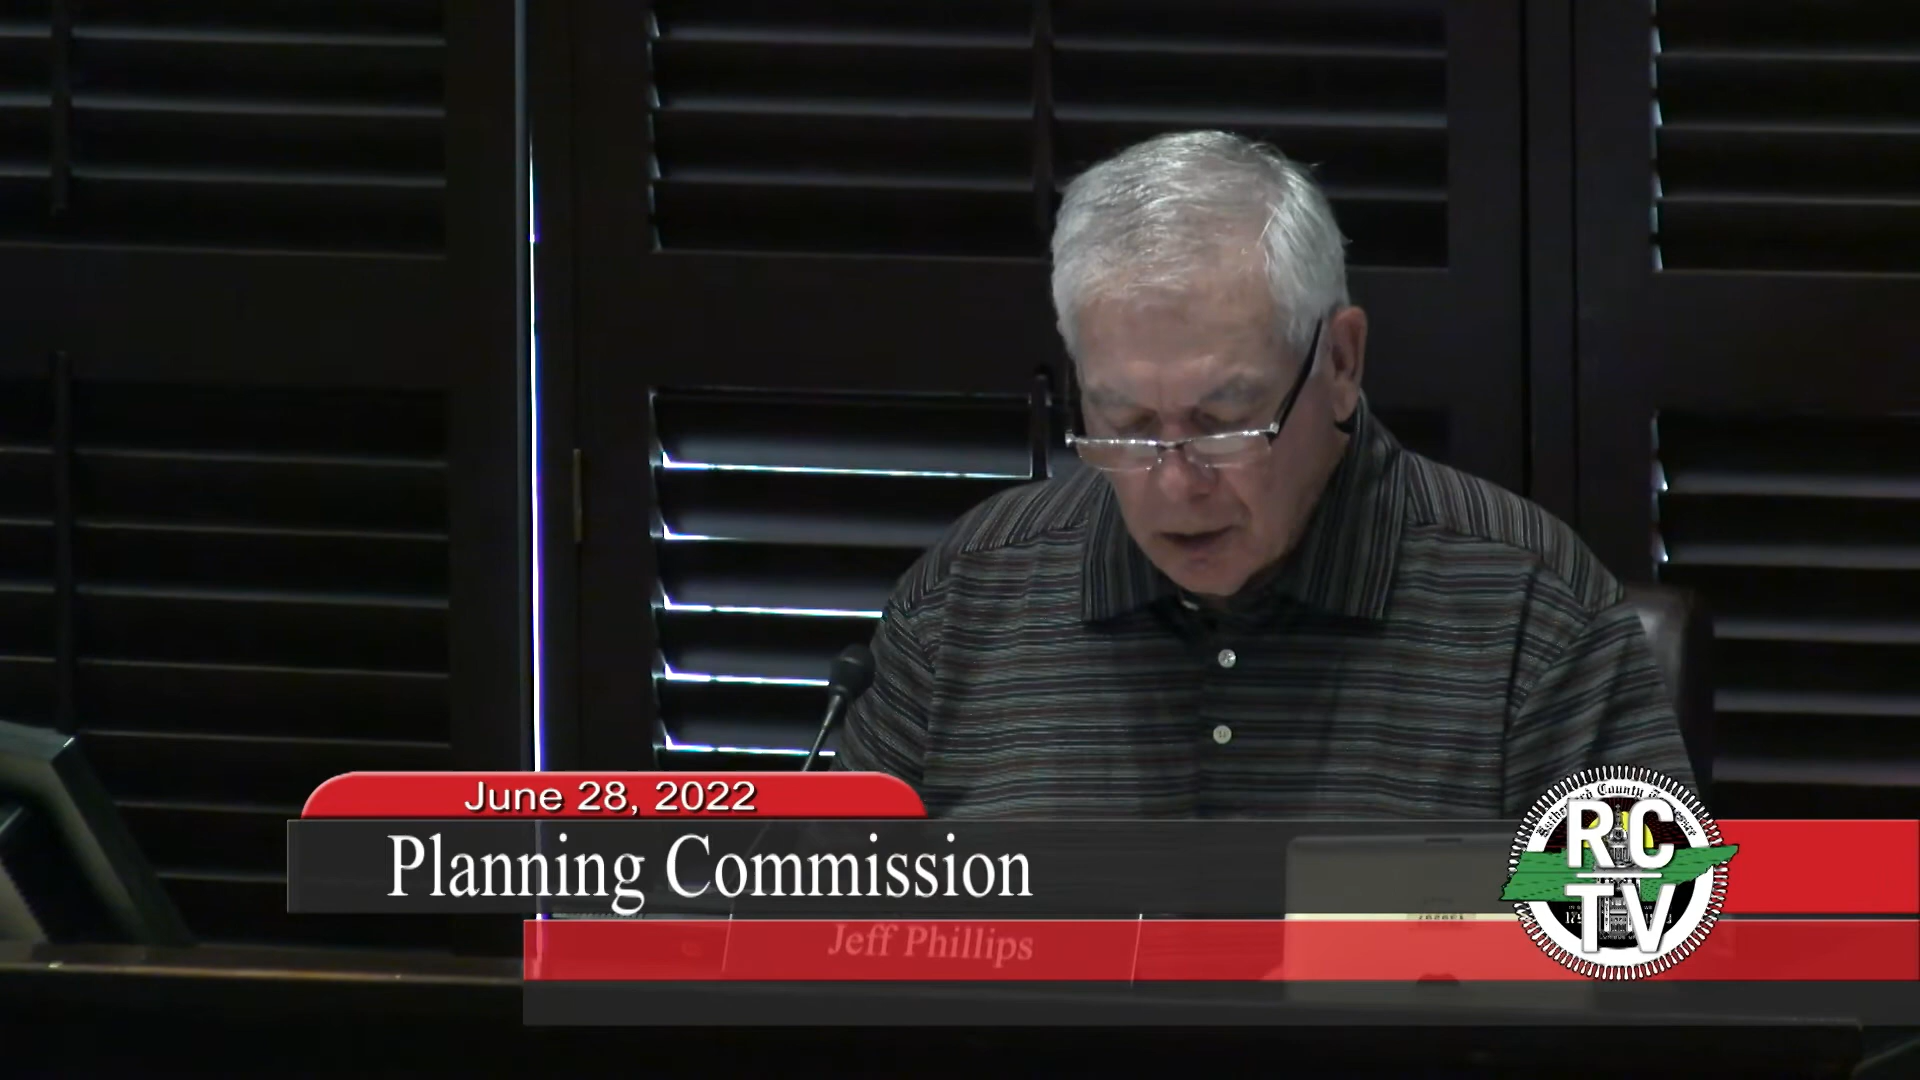 June 28, 2022
Planning Commission
Jeff Phillips
RC
TV